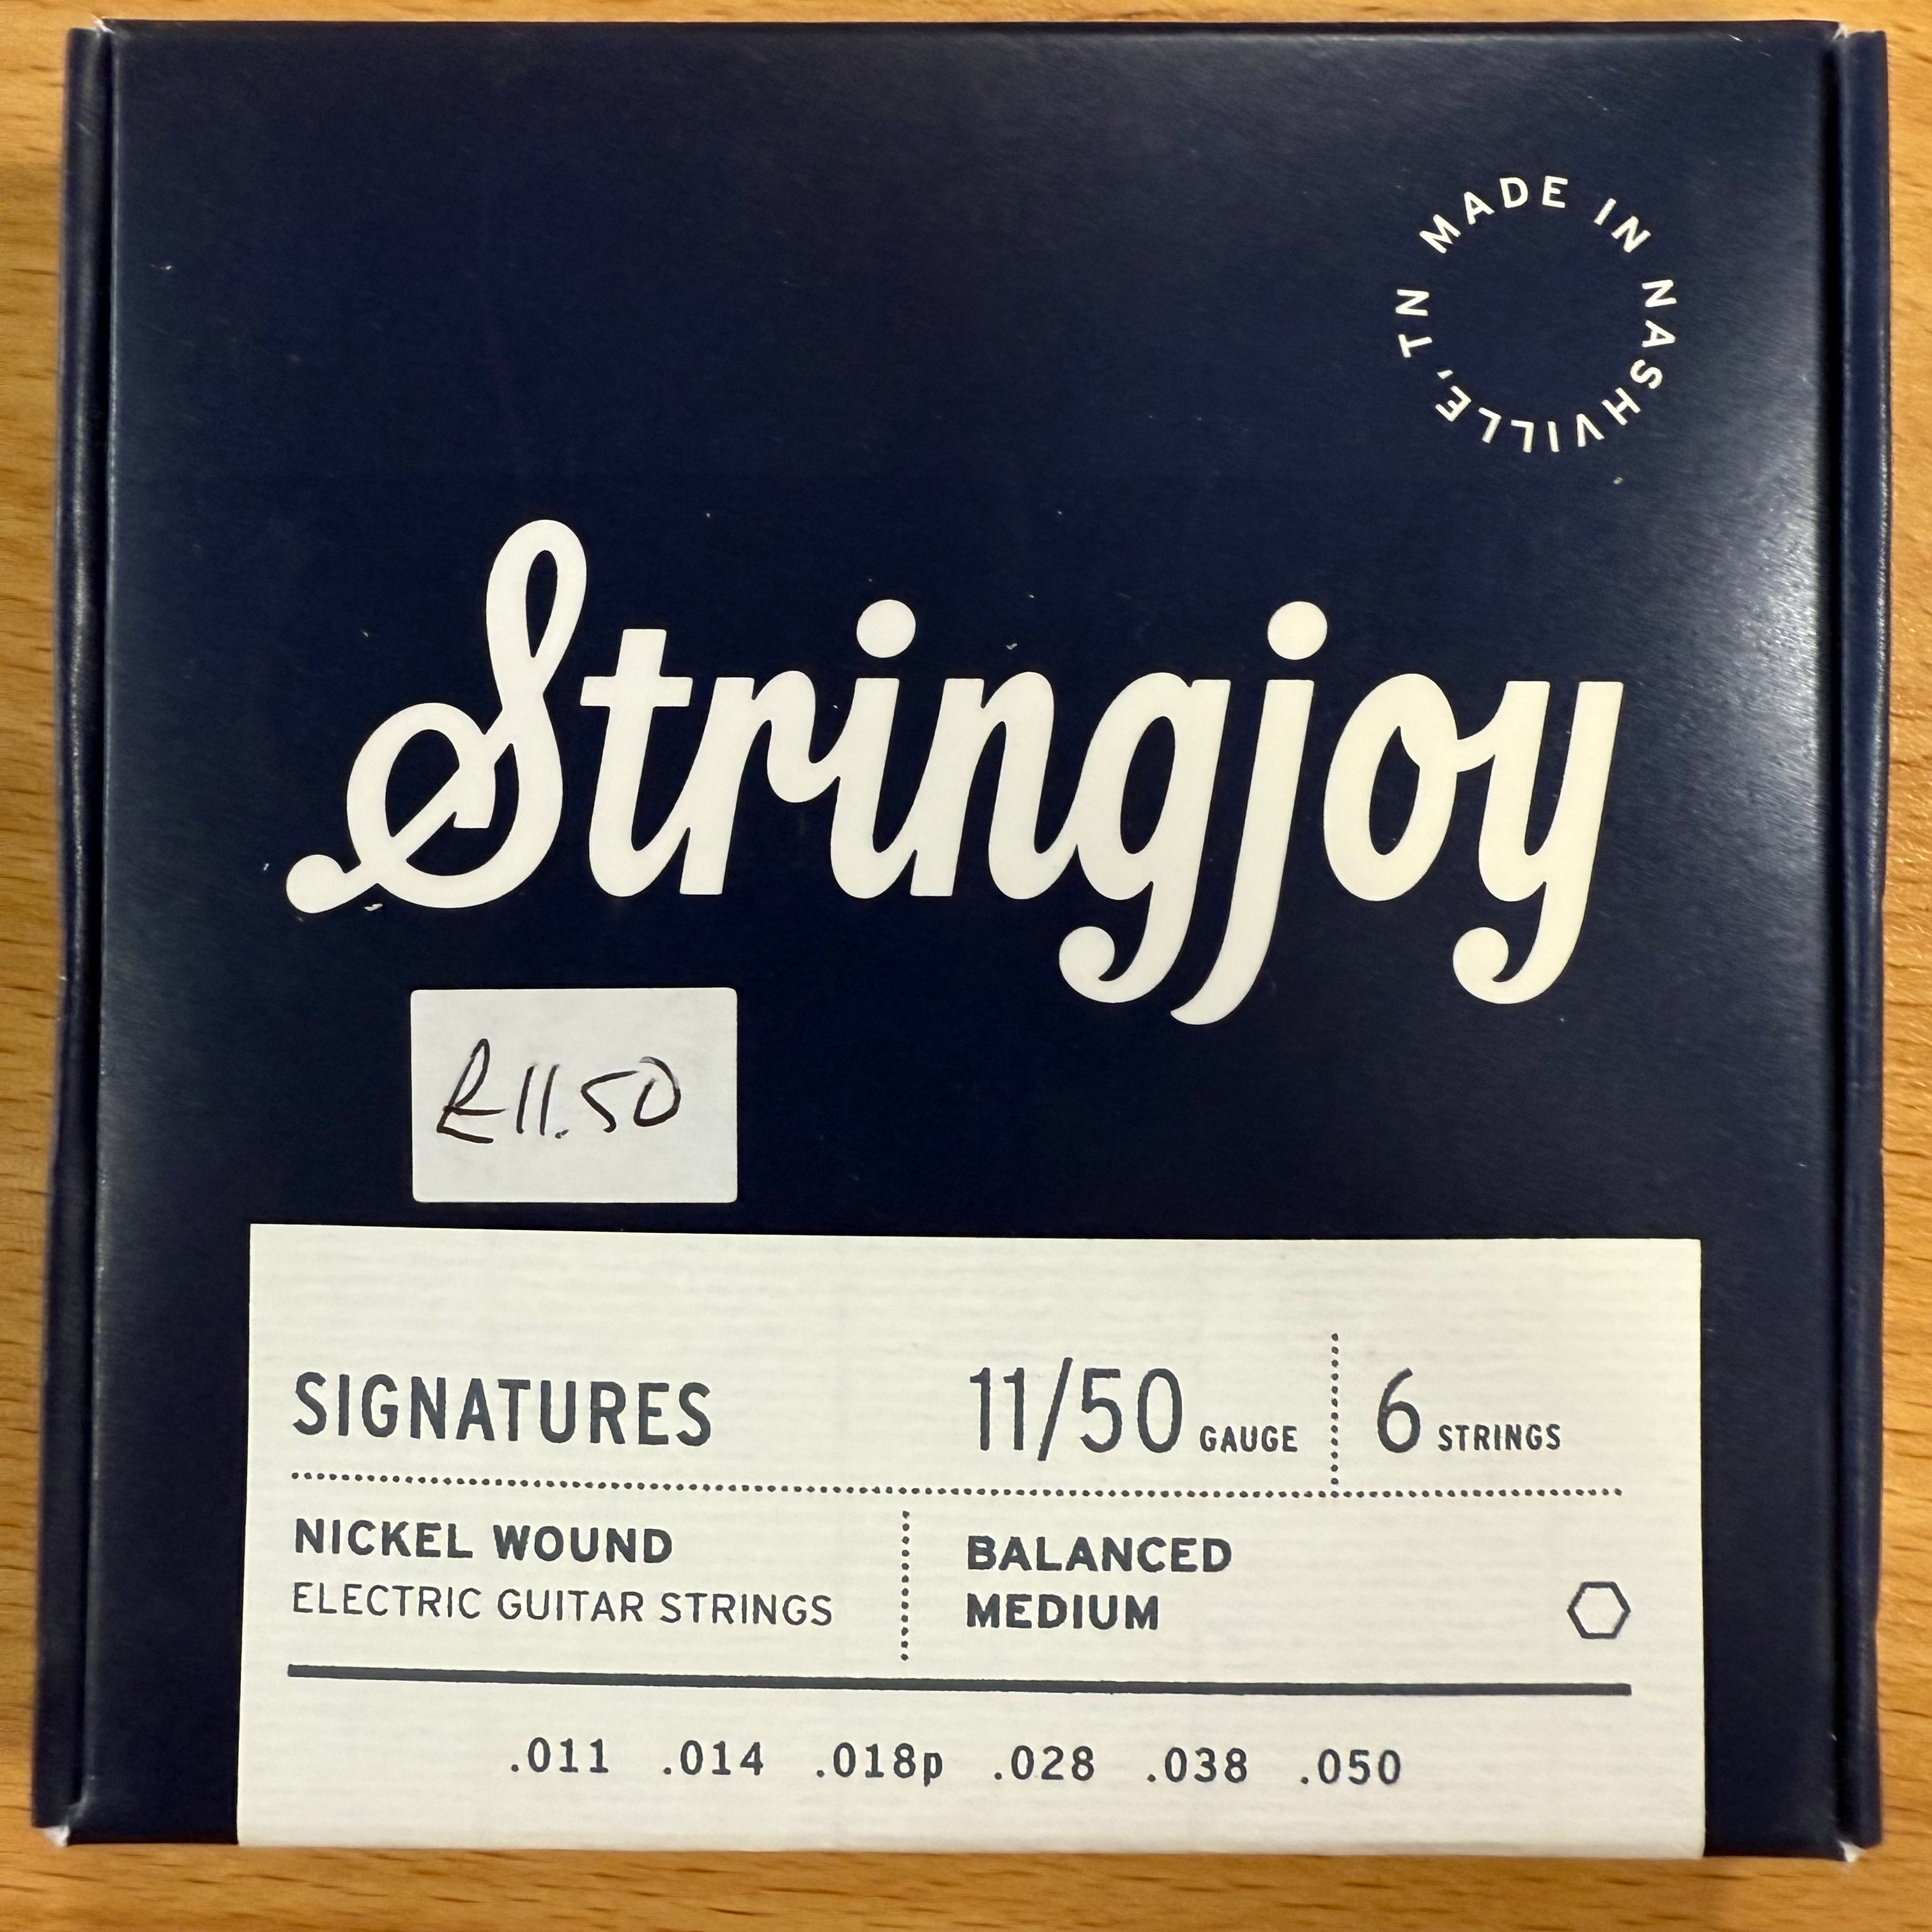 MADE IN NASHVILLE, TN
Stringjoy
£11.50
SIGNATURES 11/50 GAUGE 6 STRINGS
NICKEL WOUND
ELECTRIC GUITAR STRINGS
BALANCED
MEDIUM
.011 .014 .018p .028 .038 .050